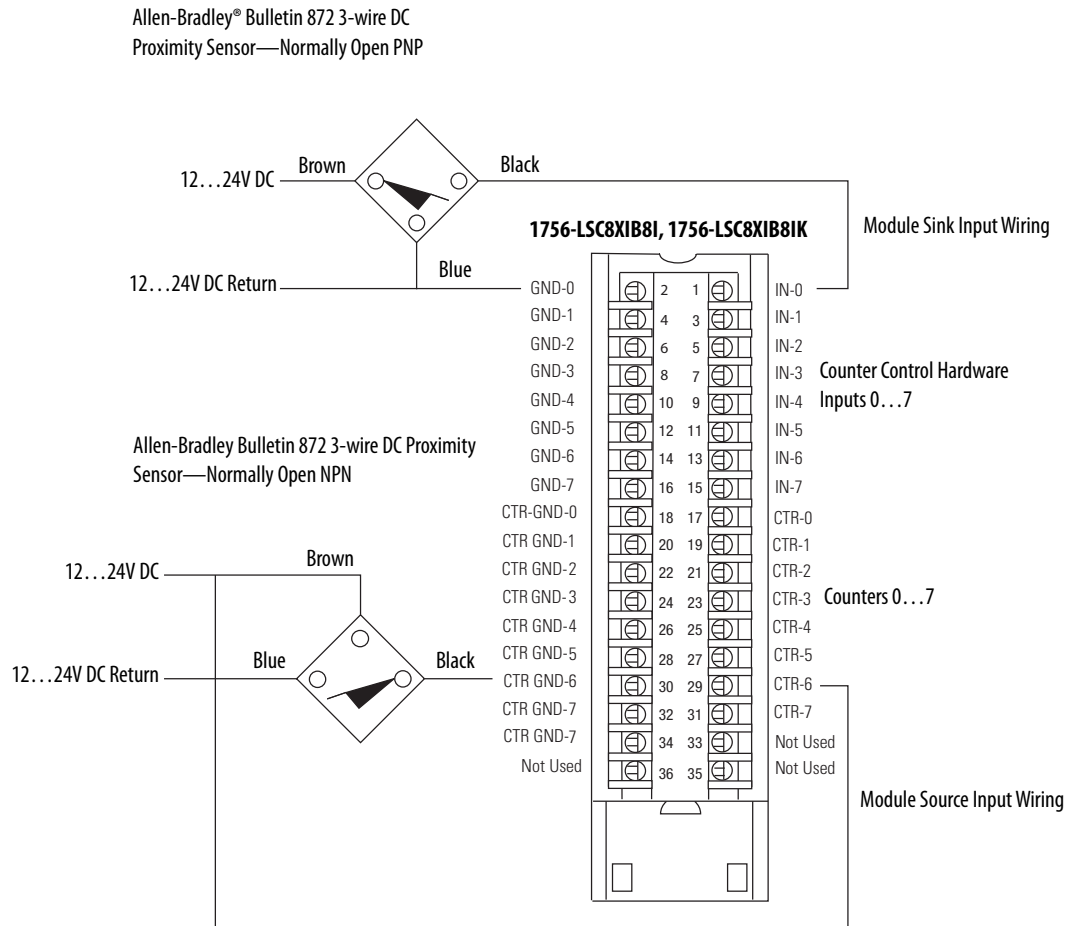 Allen-Bradley® Bulletin 872 3-wire DC
Proximity Sensor—Normally Open PNP
Brown
Black
12...24V DC
1756-LSC8XIB8I, 1756-LSC8XIB8IK
Module Sink Input Wiring
Blue
12...24V DC Return
GND-0 2 1 IN-0
GND-1 4 3 IN-1
GND-2 6 5 IN-2
GND-3 8 7 IN-3
Counter Control Hardware
Inputs 0...7
GND-4 10 9 IN-4
GND-5 12 11 IN-5
Allen-Bradley Bulletin 872 3-wire DC Proximity
Sensor—Normally Open NPN
GND-6 14 13 IN-6
GND-7 16 15 IN-7
CTR-GND-0 18 17 CTR-0
CTR GND-1 20 19 CTR-1
Brown
12...24V DC
CTR GND-2 22 21 CTR-2
CTR GND-3 24 23 CTR-3
Counters 0...7
CTR GND-4 26 25 CTR-4
CTR GND-5 28 27 CTR-5
Blue
Black
12...24V DC Return
CTR GND-6 30 29 CTR-6
CTR GND-7 32 31 CTR-7
CTR GND-7 34 33 Not Used
Not Used 36 35 Not Used
Module Source Input Wiring